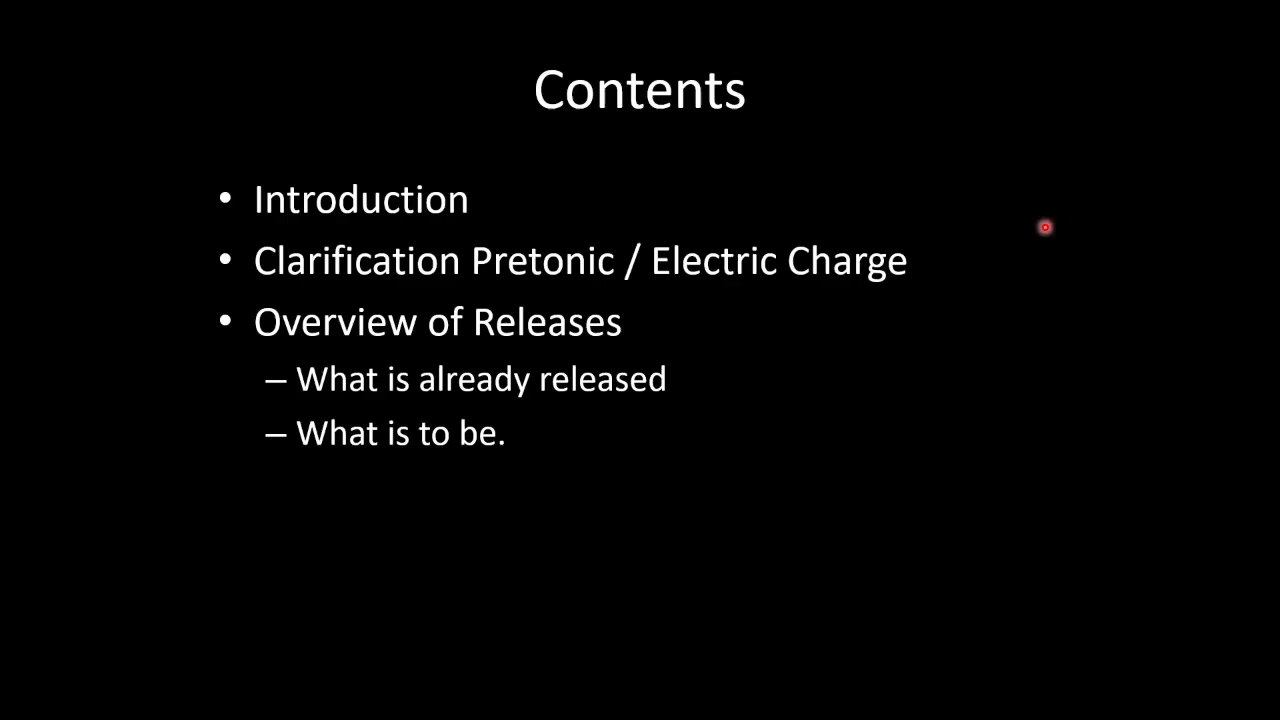 Contents
• Introduction
• Clarification Pretonic / Electric Charge
• Overview of Releases
– What is already released
– What is to be.